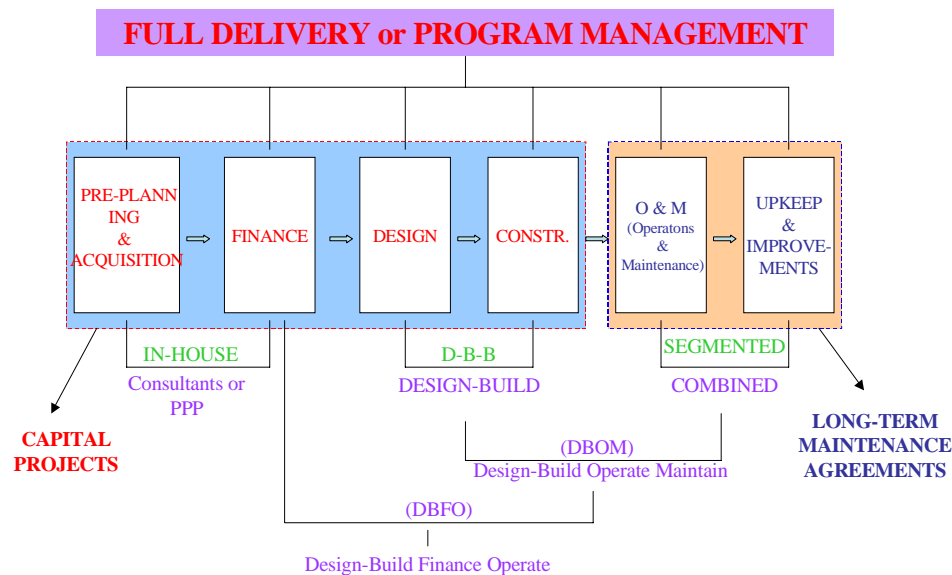 FULL DELIVERY or PROGRAM MANAGEMENT
PRE-PLANN
ING
&
ACQUISITION
FINANCE
DESIGN
CONSTR.
O & M
(Operatons
&
Maintenance)
UPKEEP
&
IMPROVE-
MENTS
IN-HOUSE
Consultants or
PPP
D-B-B
DESIGN-BUILD
SEGMENTED
COMBINED
CAPITAL
PROJECTS
LONG-TERM
MAINTENANCE
AGREEMENTS
(DBOM)
Design-Build Operate Maintain
(DBFO)
Design-Build Finance Operate